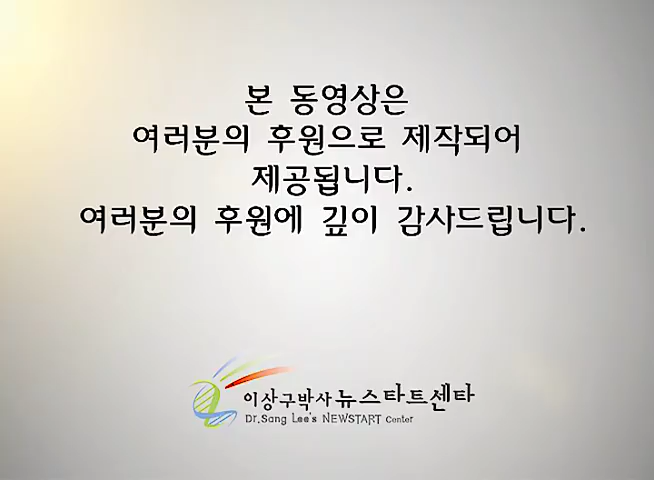 본 동영상은
여러분의 후원으로 제작되어
제공됩니다.
여러분의 후원에 깊이 감사드립니다.
이상구박사 뉴스타트센타
Dr.Sang Lee's NEWSTART Center